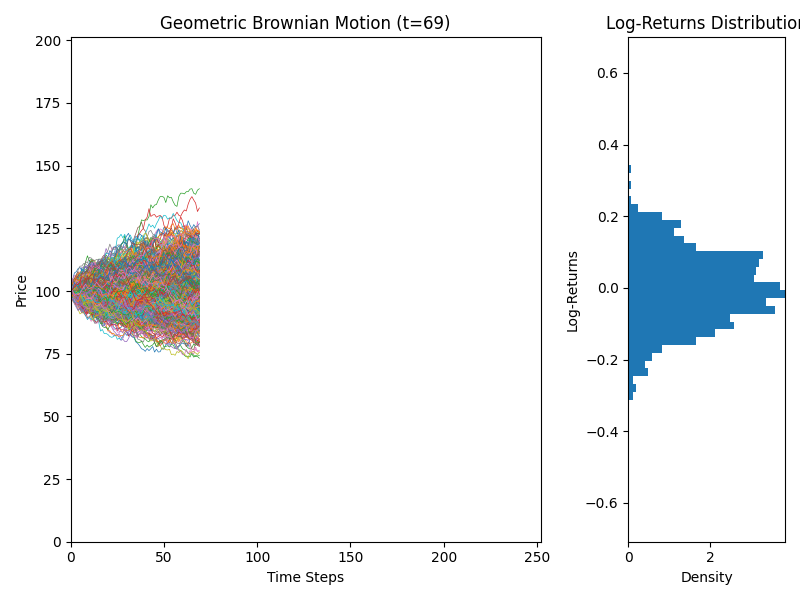 Geometric Brownian Motion (t=69)
200
175
150
125
100
75
50
25
0
Price
0 50 100 150 200 250
Time Steps
Log-Returns Distribution
0.6
0.4
0.2
0.0
−0.2
−0.4
−0.6
Log-Returns
0 2
Density